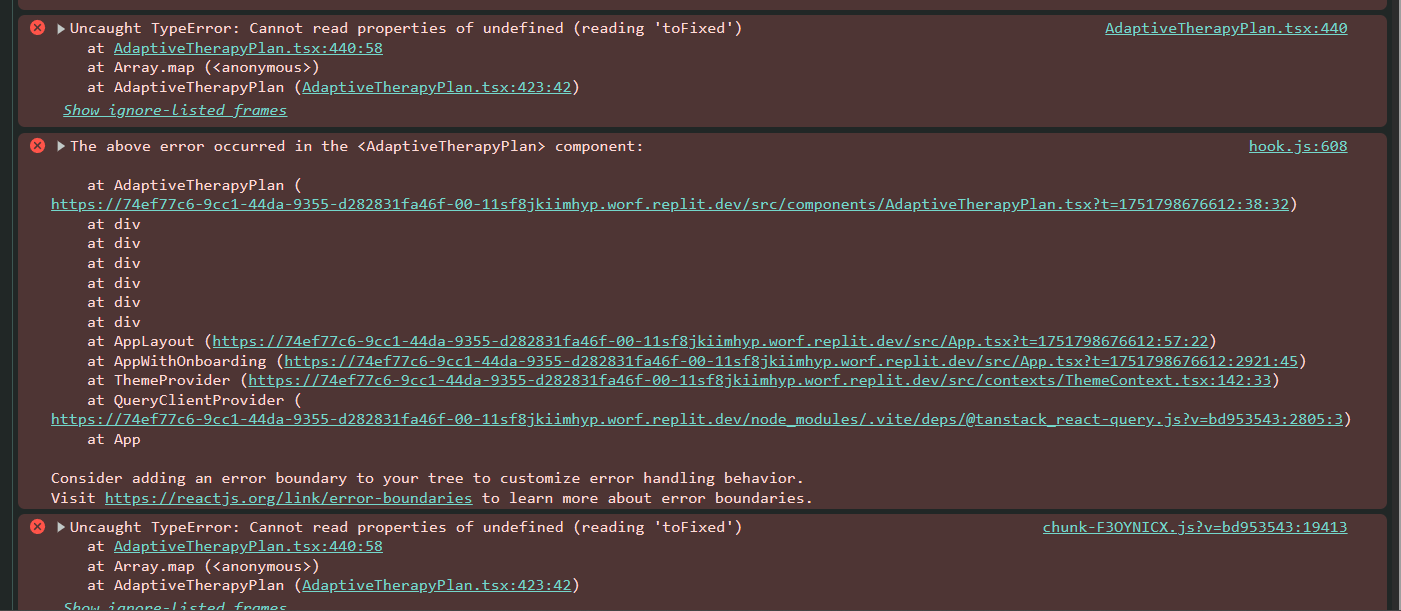 Uncaught TypeError: Cannot read properties of undefined (reading 'toFixed') AdaptiveTherapyPlan.tsx:440
at AdaptiveTherapyPlan.tsx:440:58
at Array.map (<anonymous>)
at AdaptiveTherapyPlan (AdaptiveTherapyPlan.tsx:423:42)
Show ignore-listed frames
The above error occurred in the <AdaptiveTherapyPlan> component: hook.js:608
at AdaptiveTherapyPlan (
https://74ef77c6-9cc1-44da-9355-d282831fa46f-00-11sf8jkiimhyp.worf.replit.dev/src/components/AdaptiveTherapyPlan.tsx?t=1751798676612:38:32)
at div
at div
at div
at div
at div
at div
at AppLayout (https://74ef77c6-9cc1-44da-9355-d282831fa46f-00-11sf8jkiimhyp.worf.replit.dev/src/App.tsx?t=1751798676612:57:22)
at AppWithOnboarding (https://74ef77c6-9cc1-44da-9355-d282831fa46f-00-11sf8jkiimhyp.worf.replit.dev/src/App.tsx?t=1751798676612:2921:45)
at ThemeProvider (https://74ef77c6-9cc1-44da-9355-d282831fa46f-00-11sf8jkiimhyp.worf.replit.dev/src/contexts/ThemeContext.tsx:142:33)
at QueryClientProvider (
https://74ef77c6-9cc1-44da-9355-d282831fa46f-00-11sf8jkiimhyp.worf.replit.dev/node_modules/.vite/deps/@tanstack_react-query.js?v=bd953543:2805:3)
at App
Consider adding an error boundary to your tree to customize error handling behavior.
Visit https://reactjs.org/link/error-boundaries to learn more about error boundaries.
Uncaught TypeError: Cannot read properties of undefined (reading 'toFixed') chunk-F3OYNICX.js?v=bd953543:19413
at AdaptiveTherapyPlan.tsx:440:58
at Array.map (<anonymous>)
at AdaptiveTherapyPlan (AdaptiveTherapyPlan.tsx:423:42)
Show ignore-listed frames